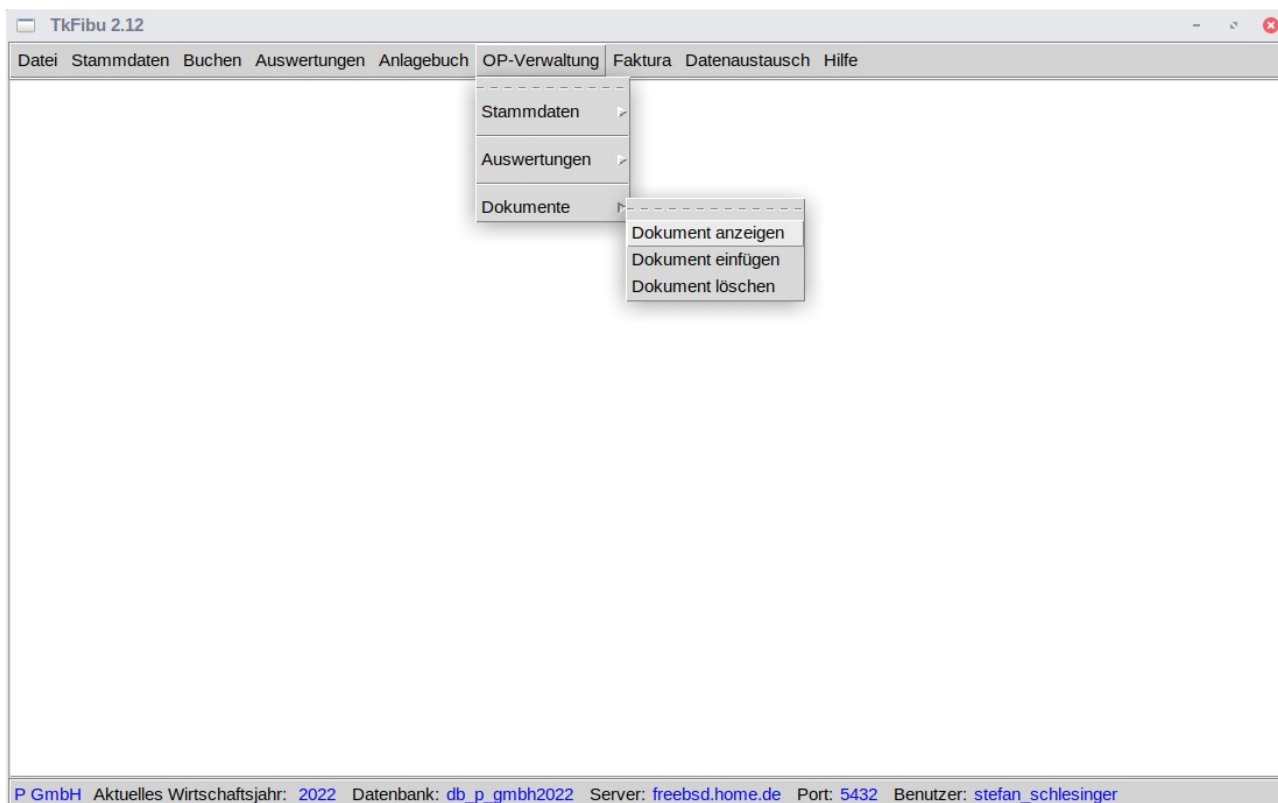 TkFibu 2.12
Datei Stammdaten Buchen Auswertungen Anlagebuch OP-Verwaltung Faktura Datenaustausch Hilfe
Stammdaten
Auswertungen
Dokumente
Dokument anzeigen
Dokument einfügen
Dokument löschen
P GmbH Aktuelles Wirtschaftsjahr: 2022 Datenbank: db_p_gmbh2022 Server: freebsd.home.de Port: 5432 Benutzer: stefan_schlesinger